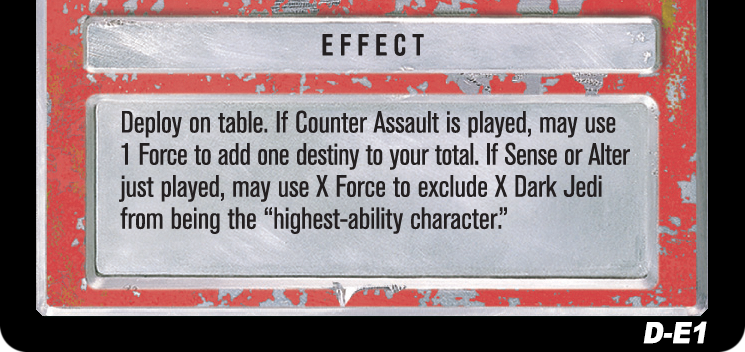 EFFECT
Deploy on table. If Counter Assault is played, may use
1 Force to add one destiny to your total. If Sense or Alter
just played, may use X Force to exclude X Dark Jedi
from being the “highest-ability character.”
D-E1